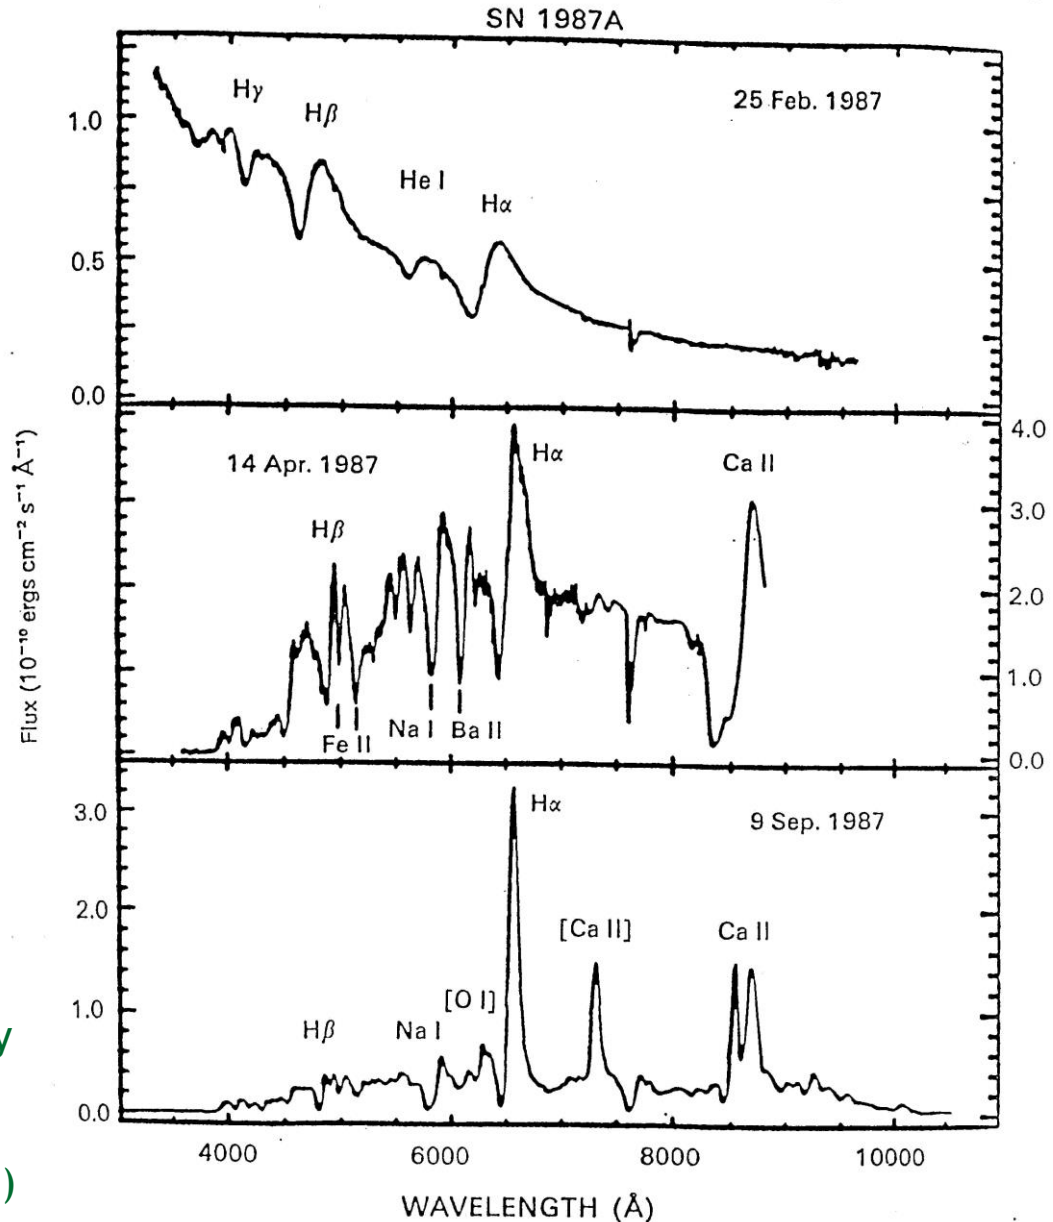 SN 1987A
25 Feb. 1987
Hγ
Hβ
He I
Hα
1.0
0.5
0.0
14 Apr. 1987
Hβ
Hα
Ca II
Fe II
Na I
Ba II
4.0
3.0
2.0
1.0
0.0
Flux (10⁻¹⁰ ergs cm⁻² s⁻¹ Å⁻¹)
9 Sep. 1987
Hα
[Ca II]
Ca II
[O I]
Na I
Hβ
3.0
2.0
1.0
0.0
y
)
4000
6000
8000
10000
WAVELENGTH (Å)